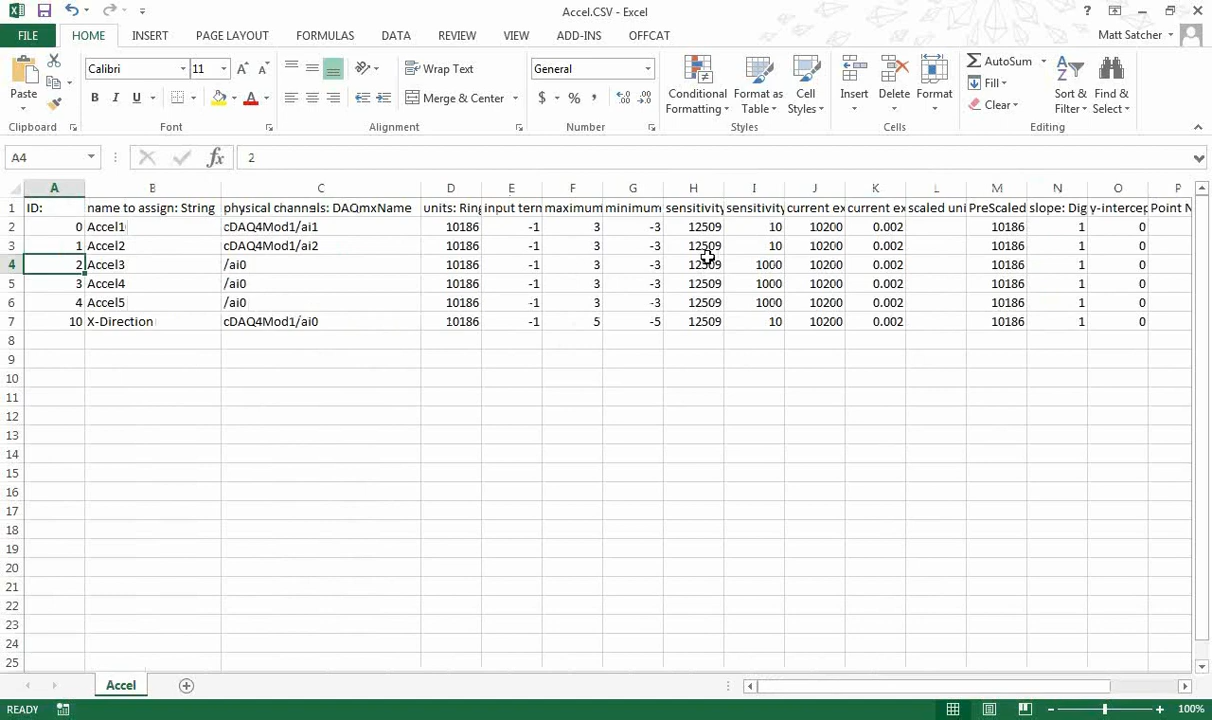 Accel.CSV - Excel
?
FILE HOME INSERT PAGE LAYOUT FORMULAS DATA REVIEW VIEW ADD-INS OFFCAT Matt Satcher
Calibri 11 A A Wrap Text General AutoSum
Paste B I U Merge & Center $ % , Conditional Formatting Format as Table Cell Styles Insert Delete Format Fill Clear Sort & Filter Find & Select
Clipboard Font Alignment Number Styles Cells Editing
A4 fx 2
A B C D E F G H I J K L M N O P
1 ID: name to assign: String physical channels: DAQmxName units: Ring input term maximum minimum sensitivity sensitivity current ex current ex scaled uni PreScaled slope: Dig y-intercep Point N
2 0 Accel1 cDAQ4Mod1/ai1 10186 -1 3 -3 12509 10 10200 0.002 10186 1 0
3 1 Accel2 cDAQ4Mod1/ai2 10186 -1 3 -3 12509 10 10200 0.002 10186 1 0
4 2 Accel3 /ai0 10186 -1 3 -3 12509 1000 10200 0.002 10186 1 0
5 3 Accel4 /ai0 10186 -1 3 -3 12509 1000 10200 0.002 10186 1 0
6 4 Accel5 /ai0 10186 -1 3 -3 12509 1000 10200 0.002 10186 1 0
7 10 X-Direction cDAQ4Mod1/ai0 10186 -1 5 -5 12509 10 10200 0.002 10186 1 0
8
9
10
11
12
13
14
15
16
17
18
19
20
21
22
23
24
25
Accel
READY 100%